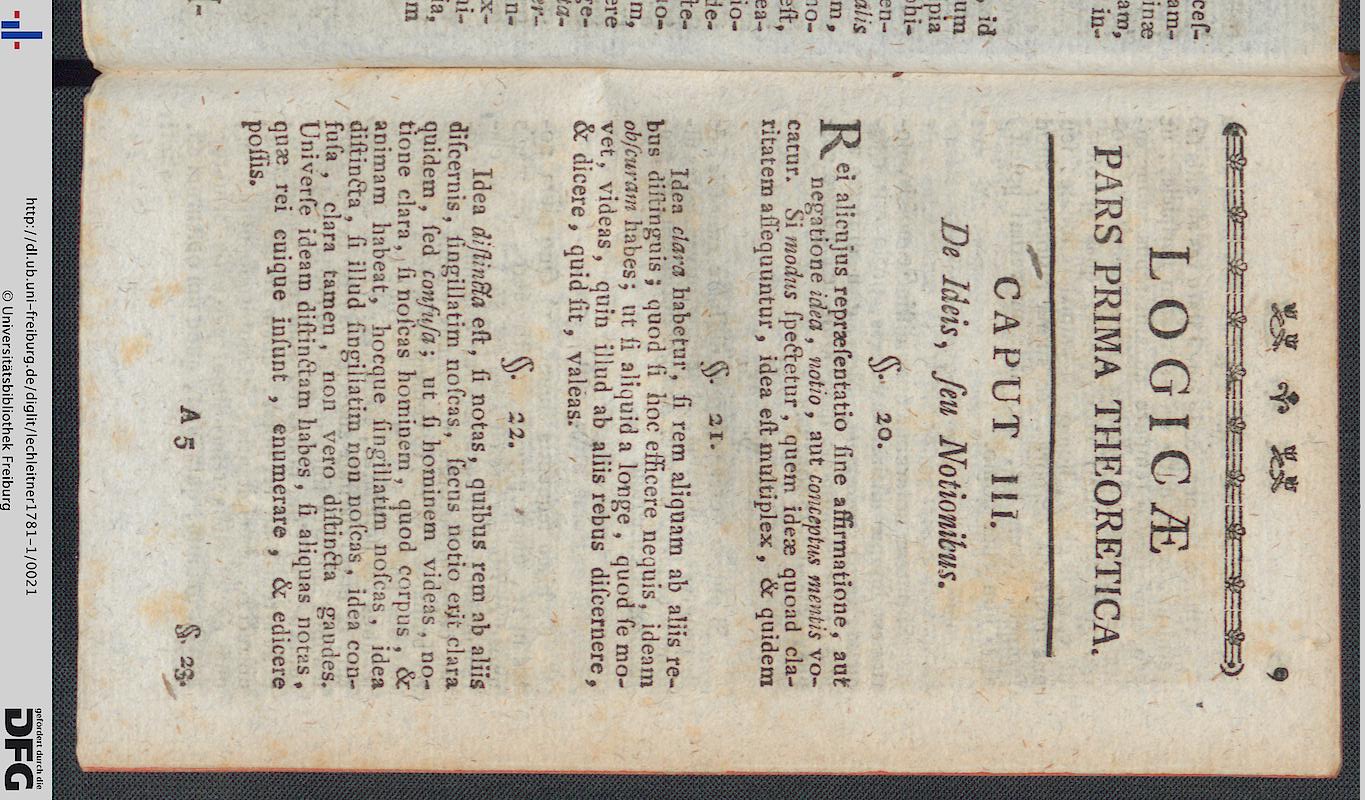 9
LOGICÆ
PARS PRIMA THEORETICA.
CAPUT III.
De Ideis, ſeu Notionibus.
§. 20.
Rei alicujus repræſentatio ſine affirmatione, aut
negatione idea, notio, aut conceptus mentis vo-
catur. Si modus ſpectetur, quem ideæ quoad cla-
ritatem aſſequuntur, idea eſt multiplex, & quidem
§. 21.
Idea clara habetur, ſi rem aliquam ab aliis re-
bus diſtinguis; quod ſi hoc efficere nequis, ideam
obſcuram habes; ut ſi aliquid a longe, quod ſe mo-
vet, videas, quin illud ab aliis rebus diſcernere,
& dicere, quid ſit, valeas.
§. 22.
Idea diſtincta eſt, ſi notas, quibus rem ab aliis
diſcernis, ſingillatim noſcas, ſecus notio erit clara
quidem, ſed confuſa; ut ſi hominem videas, no-
tione clara, ſi noſcas hominem, quod corpus, &
animam habeat, hocque ſingillatim noſcas, idea
diſtincta, ſi illud ſingillatim non noſcas, idea con-
fuſa, clara tamen, non vero diſtincta gaudes.
Univerſe ideam diſtinctam habes, ſi aliquas notas,
quæ rei cuique inſunt, enumerare, & edicere
poſſis.
A 5
§. 23.
http://dl.ub.uni-freiburg.de/diglit/lechleitner1781-1/0021
© Universitätsbibliothek Freiburg
gefördert durch die
DFG